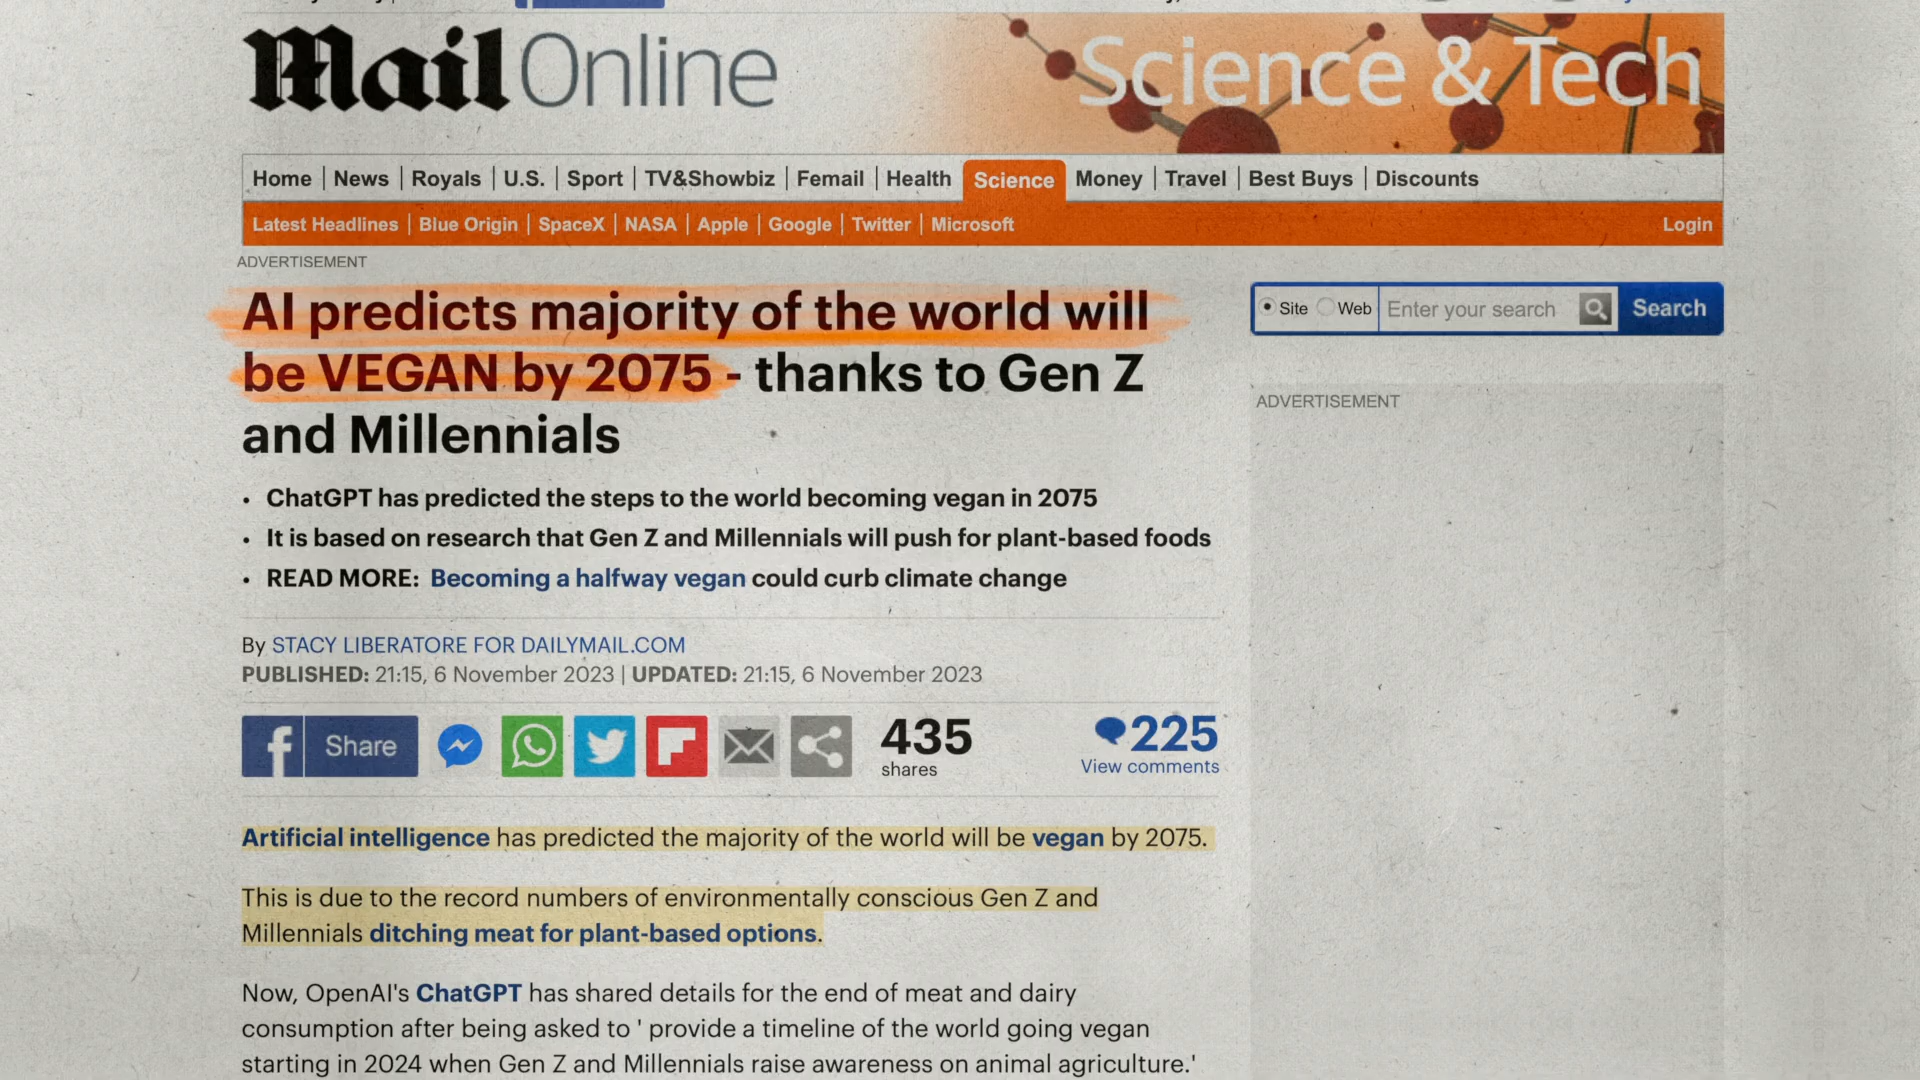 Mail Online
Science & Tech
Home | News | Royals | U.S. | Sport | TV&Showbiz | Femail | Health | Science | Money | Travel | Best Buys | Discounts
Latest Headlines | Blue Origin | SpaceX | NASA | Apple | Google | Twitter | Microsoft
Login
ADVERTISEMENT
AI predicts majority of the world will
be VEGAN by 2075 - thanks to Gen Z
and Millennials
Site Web Enter your search Search
ADVERTISEMENT
• ChatGPT has predicted the steps to the world becoming vegan in 2075
• It is based on research that Gen Z and Millennials will push for plant-based foods
• READ MORE: Becoming a halfway vegan could curb climate change
By STACY LIBERATORE FOR DAILYMAIL.COM
PUBLISHED: 21:15, 6 November 2023 | UPDATED: 21:15, 6 November 2023
f Share
435
shares
225
View comments
Artificial intelligence has predicted the majority of the world will be vegan by 2075.
This is due to the record numbers of environmentally conscious Gen Z and
Millennials ditching meat for plant-based options.
Now, OpenAI's ChatGPT has shared details for the end of meat and dairy
consumption after being asked to ' provide a timeline of the world going vegan
starting in 2024 when Gen Z and Millennials raise awareness on animal agriculture.'